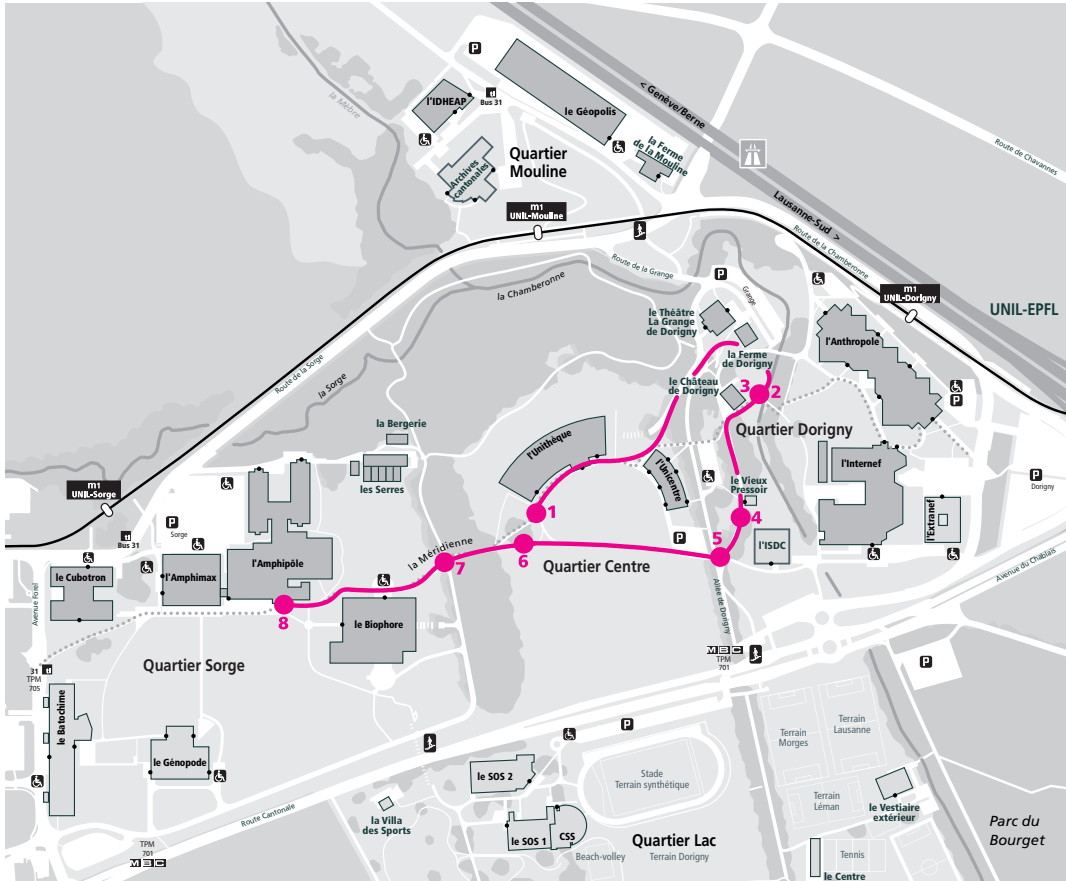 la Mèbre
P
l'IDHEAP
Bus 31
le Géopolis
< Genève/Berne
Route de Chavannes
Quartier
Mouline
la Ferme
de la Mouline
Archives
cantonales
Lausanne-Sud >
m1
UNIL-Mouline
Route de la Chamberonne
Route de la Grange
P
la Chamberonne
Grange
m1
UNIL-Dorigny
UNIL-EPFL
le Théâtre
La Grange
de Dorigny
l'Anthropole
la Ferme
de Dorigny
Route de la Sorge
la Sorge
le Château
de Dorigny
3
2
P
la Bergerie
Quartier Dorigny
l'Unithèque
l'Internef
les Serres
l'Unicentre
le Vieux
Pressoir
P
Dorigny
m1
UNIL-Sorge
1
4
l'Extranef
P
Sorge
Bus 31
P
5
l'ISDC
la Méridienne
6
Quartier Centre
7
l'Amphipôle
l'Amphimax
le Cubotron
Avenue du Chablais
Avenue Forel
8
le Biophore
Allée de Dorigny
Quartier Sorge
MBC
TPM
701
P
31
TPM
705
le Batochime
le Génopode
P
Terrain
Morges
Terrain
Lausanne
le SOS 2
Stade
Terrain synthétique
Terrain
Léman
le Vestiaire
extérieur
la Villa
des Sports
Route Cantonale
le SOS 1
CSS
Quartier Lac
Beach-volley
Terrain Dorigny
Parc du
Bourget
TPM
701
MBC
Tennis
le Centre